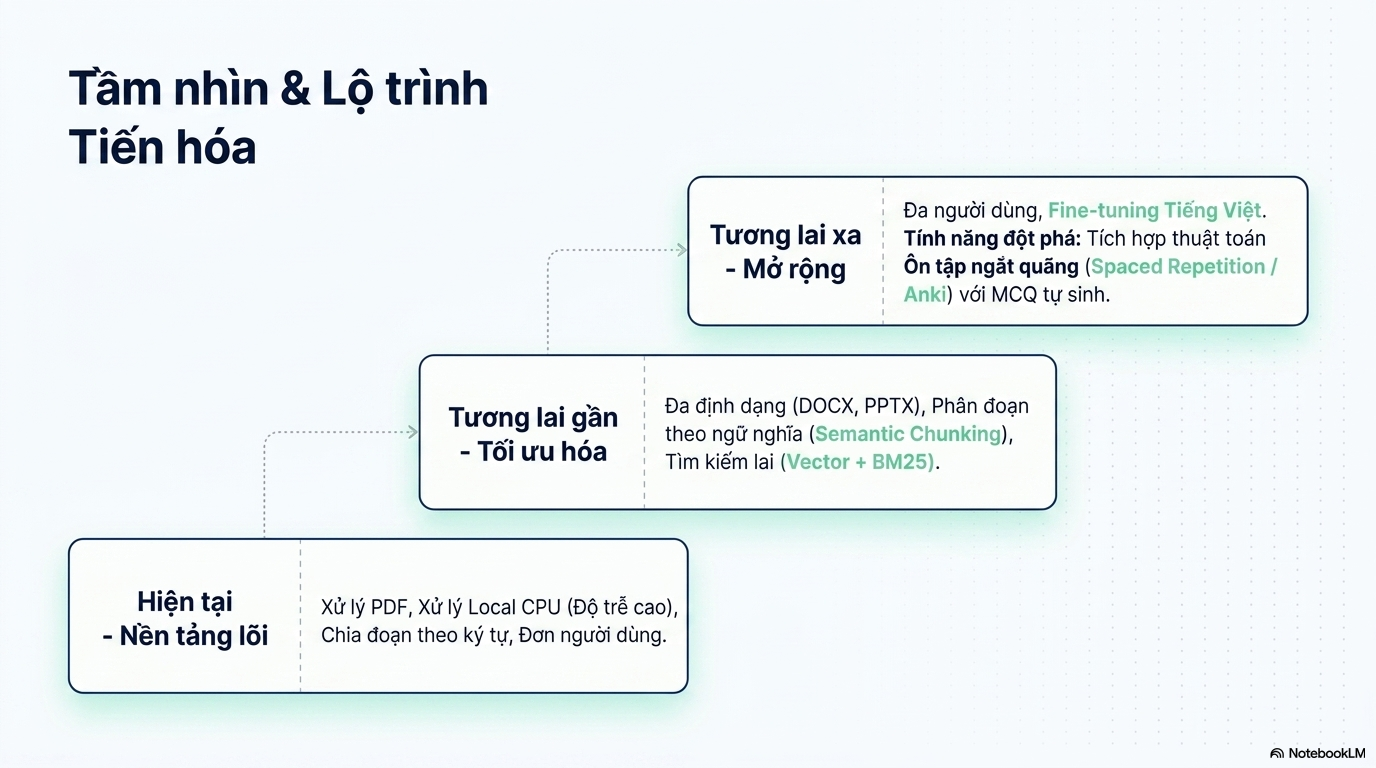 Tầm nhìn & Lộ trình
Tiến hóa
Tương lai xa
- Mở rộng
Đa người dùng, Fine-tuning Tiếng Việt.
Tính năng đột phá: Tích hợp thuật toán
Ôn tập ngắt quãng (Spaced Repetition /
Anki) với MCQ tự sinh.
Tương lai gần
- Tối ưu hóa
Đa định dạng (DOCX, PPTX), Phân đoạn
theo ngữ nghĩa (Semantic Chunking),
Tìm kiếm lai (Vector + BM25).
Hiện tại
- Nền tảng lõi
Xử lý PDF, Xử lý Local CPU (Độ trễ cao),
Chia đoạn theo ký tự, Đơn người dùng.
NotebookLM